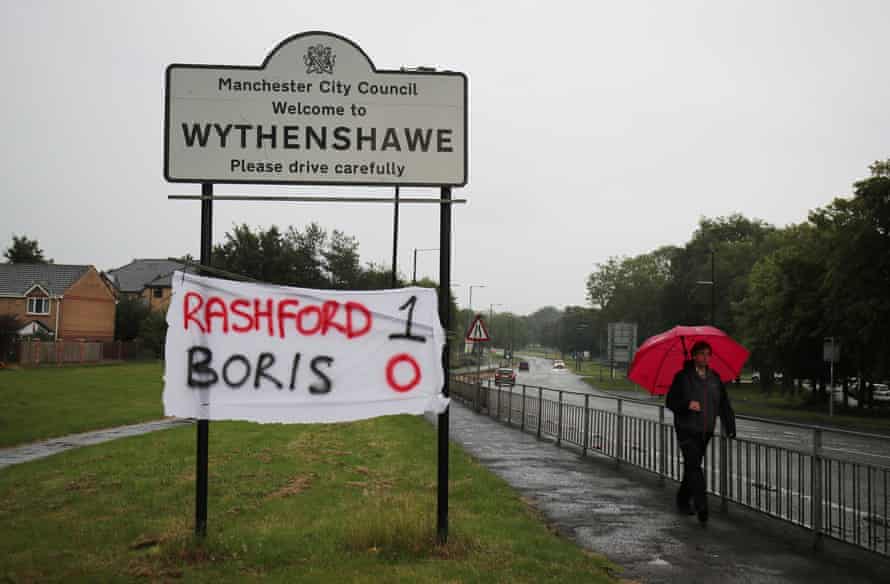 Manchester City Council
Welcome to
WYTHENSHAWE
Please drive carefully
RASHFORD 1
BORIS 0